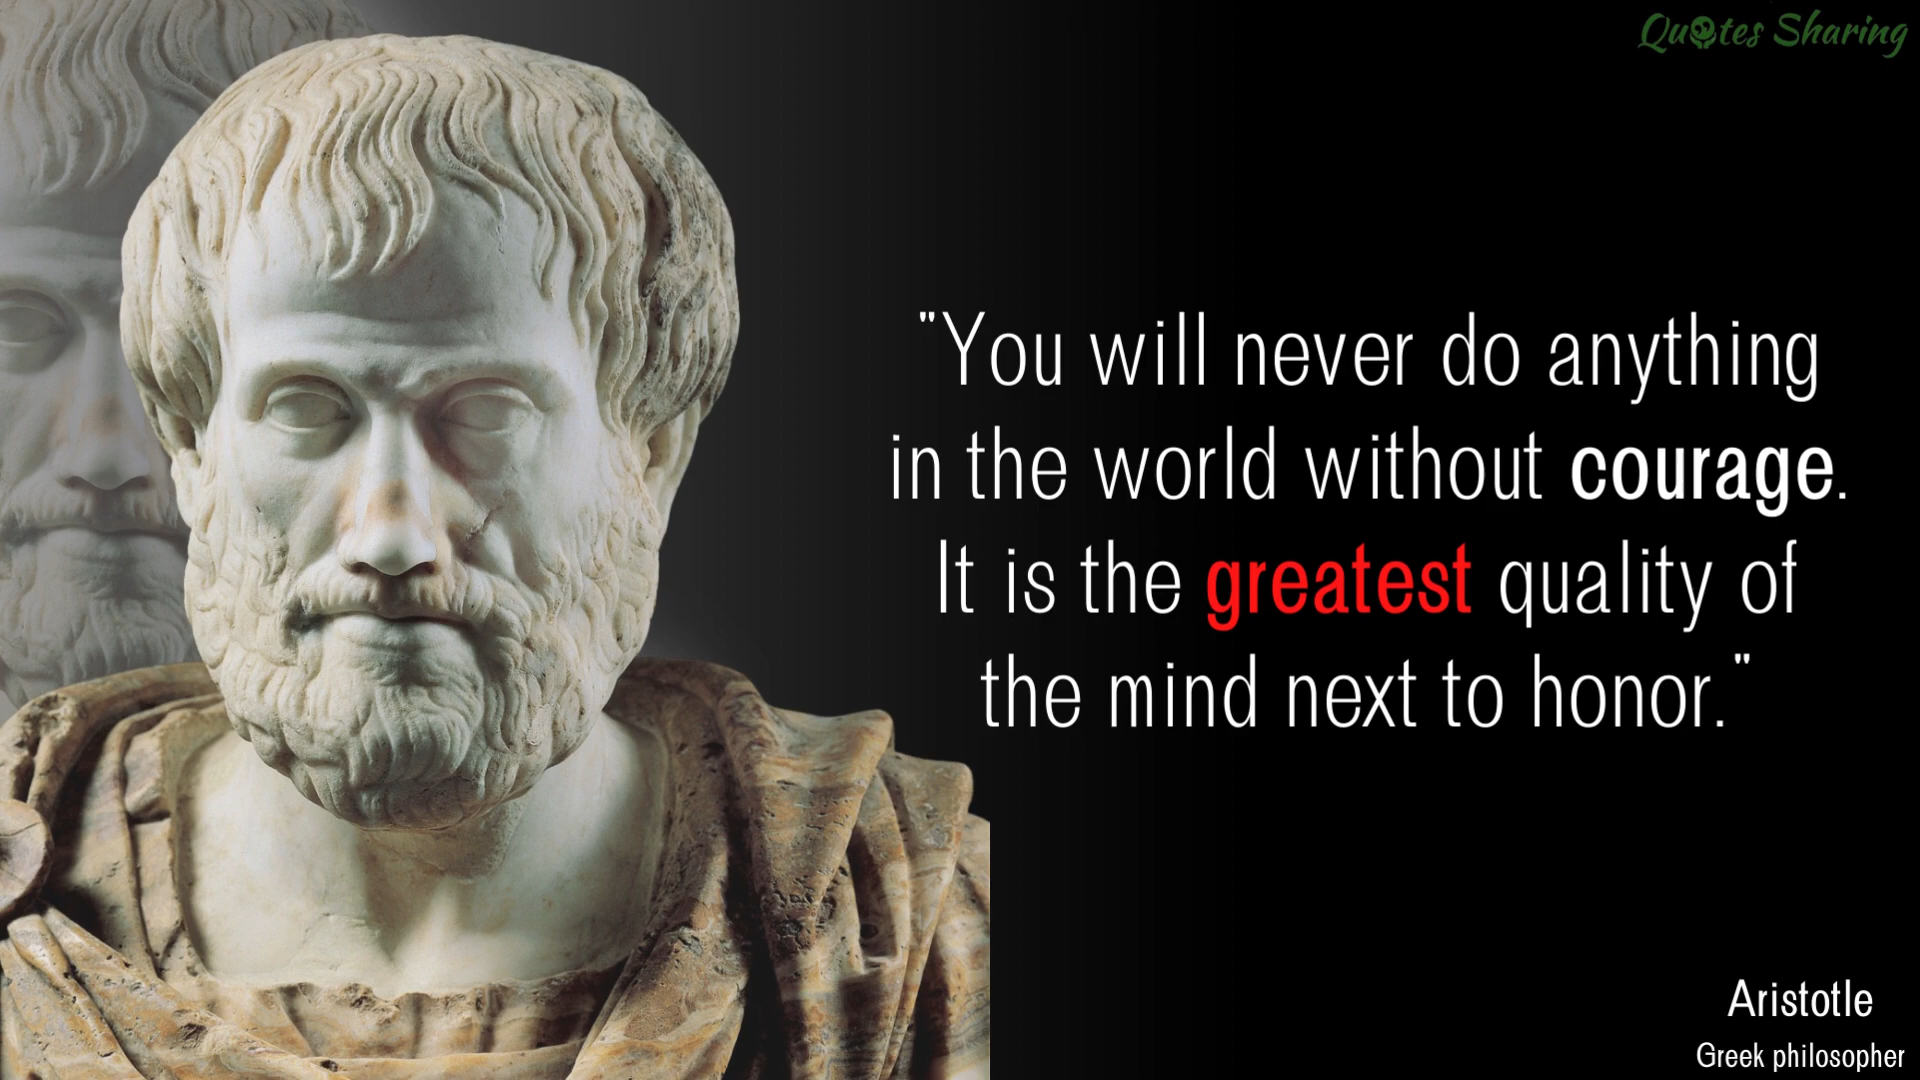 Quotes Sharing
"You will never do anything
in the world without courage.
It is the greatest quality of
the mind next to honor."
Aristotle
Greek philosopher